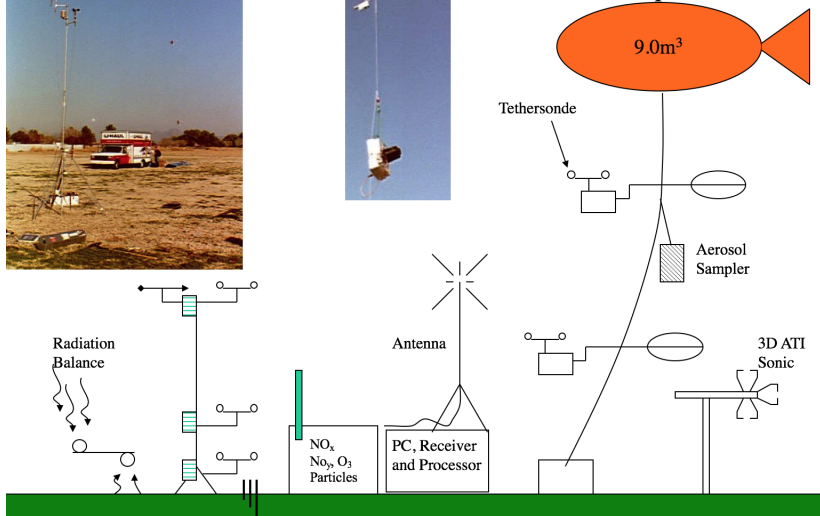 U-HAUL
9.0m³
Tethersonde
Aerosol
Sampler
Radiation
Balance
Antenna
3D ATI
Sonic
NOₓ
Noᵧ, O₃
Particles
PC, Receiver
and Processor